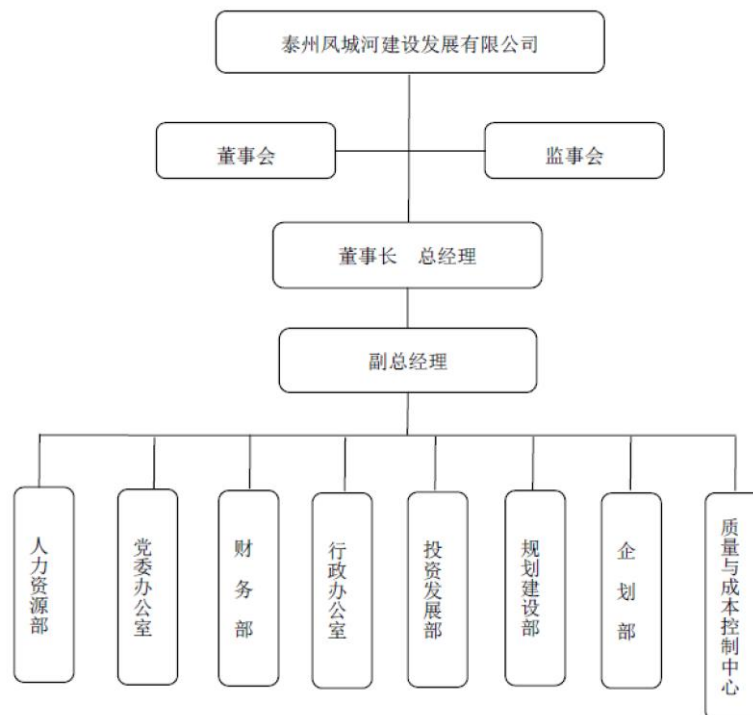 泰州凤城河建设发展有限公司
董事会
监事会
董事长　总经理
副总经理
人力资源部
党委办公室
财务部
行政办公室
投资发展部
规划建设部
企划部
质量与成本控制中心